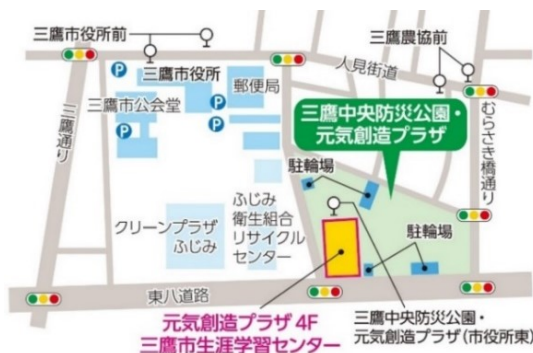 三鷹市役所前
三鷹農協前
人見街道
P
三鷹市役所
郵便局
三鷹市公会堂
P
P
P
三鷹通り
むらさき橋通り
三鷹中央防災公園・
元気創造プラザ
駐輪場
クリーンプラザ
ふじみ
ふじみ
衛生組合
リサイクル
センター
駐輪場
東八道路
元気創造プラザ 4F
三鷹市生涯学習センター
三鷹中央防災公園・
元気創造プラザ(市役所東)